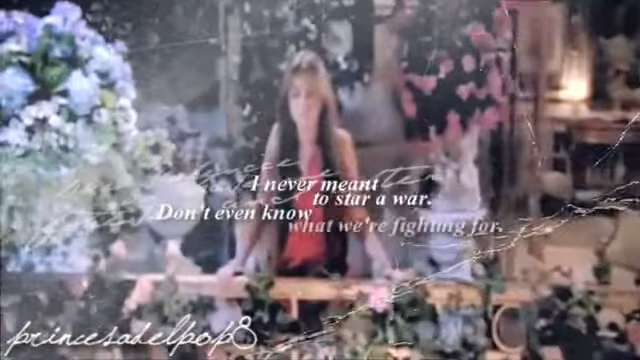 I never meant
to star a war.
Don't even know
what we're fighting for.
princesadelpop8